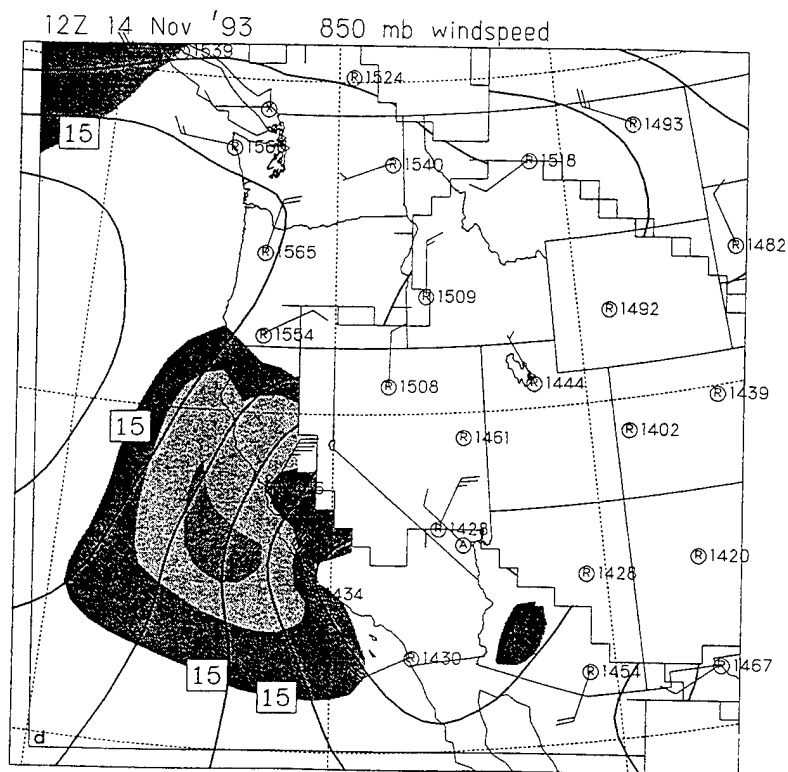 12Z 14 Nov '93 850 mb windspeed
1539
1524
X
R 1493
15
R
R 1540
R 1518
R 1482
R 1565
R 1509
R 1492
R 1554
R 1508
R 1444
R 1439
15
R 1461
R 1402
R 1428
A
R 1420
R 1428
434
R 1430
R 1454
R 1467
15
15
d